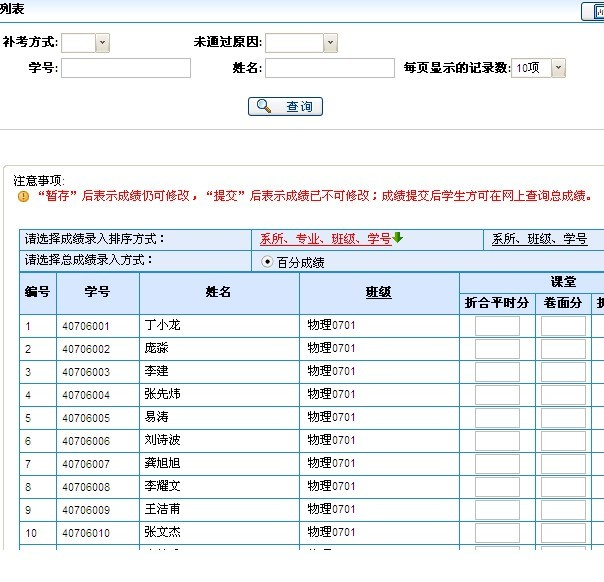 列表
补考方式: 未通过原因:
学号: 姓名: 每页显示的记录数: 10项
查询
注意事项:
“暂存”后表示成绩仍可修改，“提交”后表示成绩已不可修改；成绩提交后学生方可在网上查询总成绩。
请选择成绩录入排序方式： 系所、专业、班级、学号 系所、班级、学号
请选择总成绩录入方式： 百分成绩
编号 学号 姓名 班级 课堂
折合平时分 卷面分
1 40706001 丁小龙 物理0701
2 40706002 庞淼 物理0701
3 40706003 李建 物理0701
4 40706004 张先炜 物理0701
5 40706005 易涛 物理0701
6 40706006 刘诗波 物理0701
7 40706007 龚旭旭 物理0701
8 40706008 李耀文 物理0701
9 40706009 王洁甫 物理0701
10 40706010 张文杰 物理0701